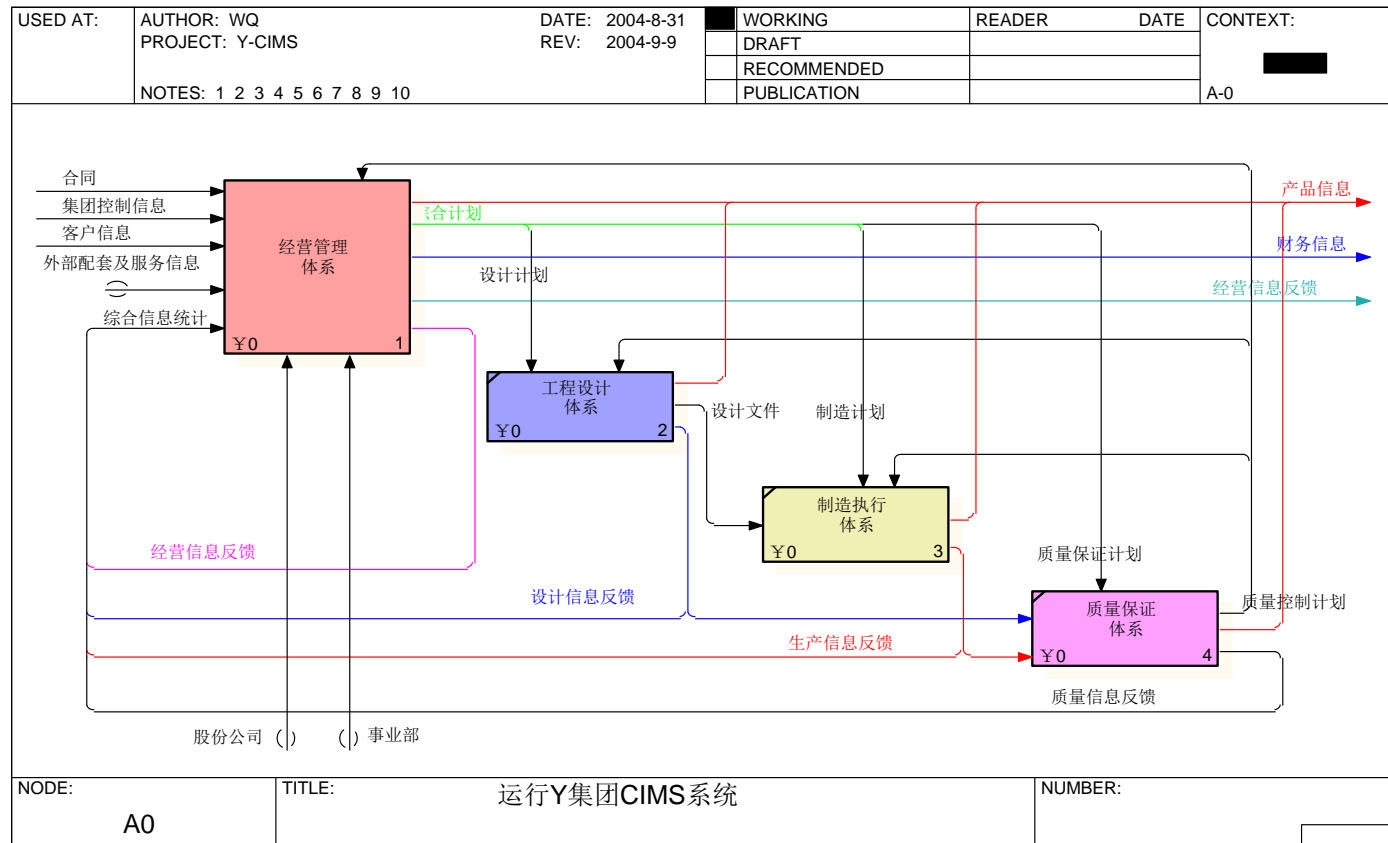 USED AT:
AUTHOR: WQ
DATE: 2004-8-31
PROJECT: Y-CIMS
REV: 2004-9-9
NOTES: 1 2 3 4 5 6 7 8 9 10
WORKING
DRAFT
RECOMMENDED
PUBLICATION
READER DATE
CONTEXT:
A-0
合同
集团控制信息
客户信息
外部配套及服务信息
综合信息统计
经营管理
体系
¥0 1
合计划
产品信息
财务信息
经营信息反馈
设计计划
工程设计
体系
¥0 2
设计文件
制造计划
制造执行
体系
¥0 3
经营信息反馈
质量保证计划
设计信息反馈
质量保证
体系
¥0 4
质量控制计划
生产信息反馈
质量信息反馈
股份公司
事业部
NODE:
A0
TITLE:
运行Y集团CIMS系统
NUMBER: